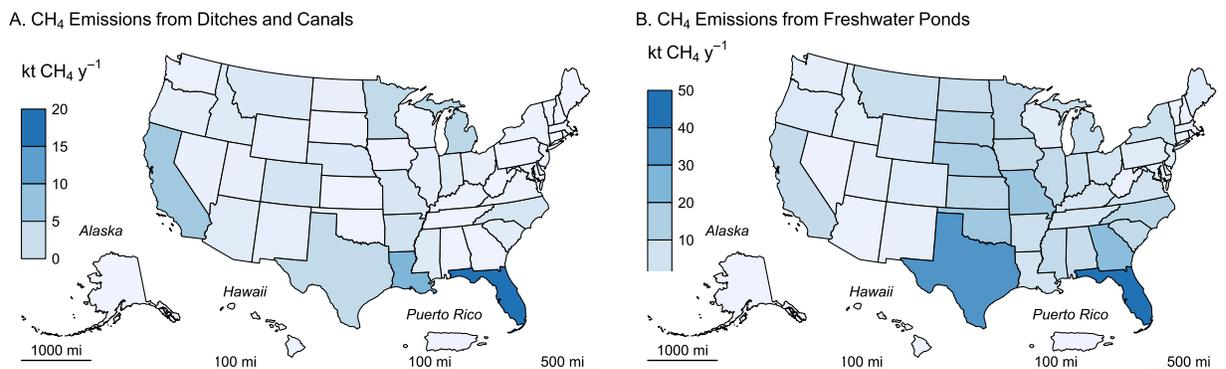 A. CH₄ Emissions from Ditches and Canals
kt CH₄ y⁻¹
20
15
10
5
0
Alaska
Hawaii
Puerto Rico
1000 mi
100 mi
100 mi
500 mi
B. CH₄ Emissions from Freshwater Ponds
kt CH₄ y⁻¹
50
40
30
20
10
Alaska
Hawaii
Puerto Rico
1000 mi
100 mi
100 mi
500 mi